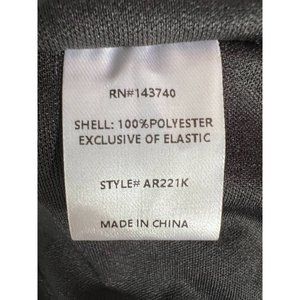 RN#143740
SHELL: 100%POLYESTER
EXCLUSIVE OF ELASTIC
STYLE# AR221K
MADE IN CHINA